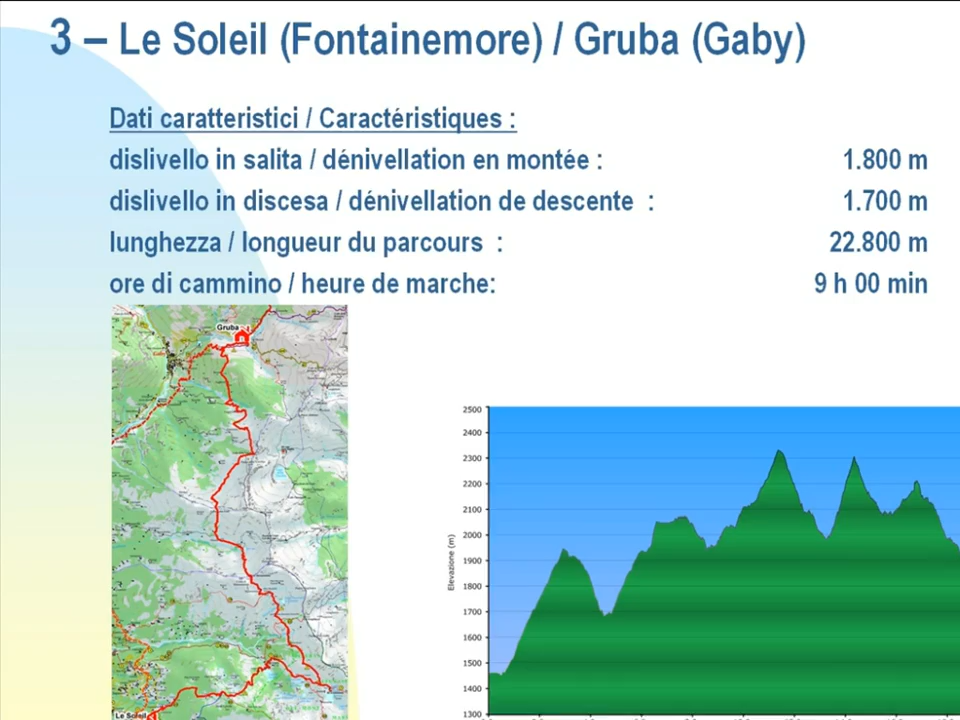 3 – Le Soleil (Fontainemore) / Gruba (Gaby)
Dati caratteristici / Caractéristiques :
dislivello in salita / dénivellation en montée : 1.800 m
dislivello in discesa / dénivellation de descente : 1.700 m
lunghezza / longueur du parcours : 22.800 m
ore di cammino / heure de marche: 9 h 00 min
Gruba
Gaby
Le Soleil
Elevazione (m)
2500
2400
2300
2200
2100
2000
1900
1800
1700
1600
1500
1400
1300